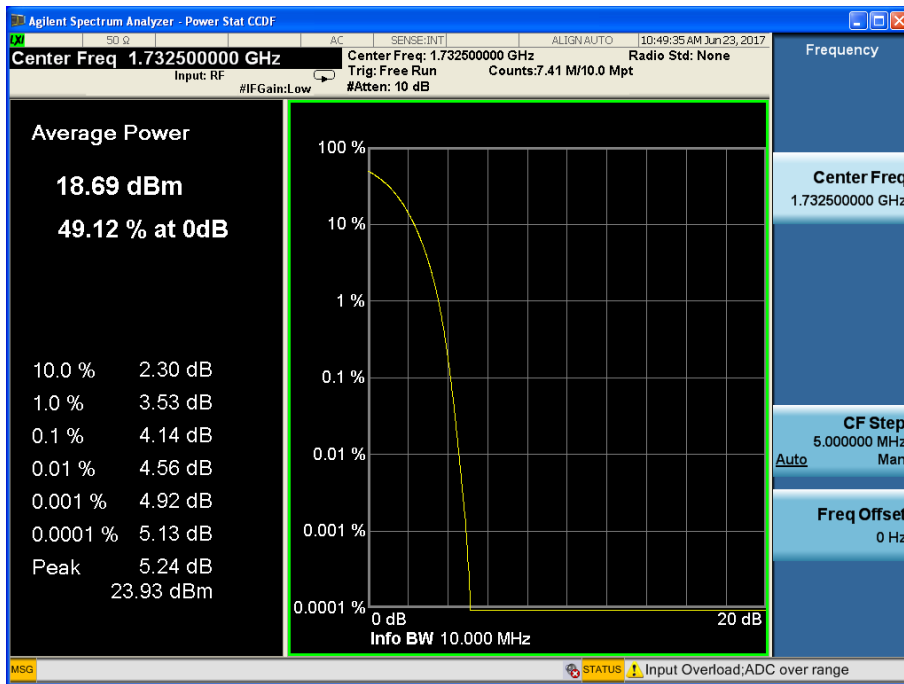 Agilent Spectrum Analyzer - Power Stat CCDF
LXI 50 Ω AC SENSE:INT ALIGN AUTO 10:49:35 AM Jun 23, 2017
Center Freq 1.732500000 GHz
Input: RF
#IFGain:Low
Center Freq: 1.732500000 GHz Radio Std: None
Trig: Free Run Counts:7.41 M/10.0 Mpt
#Atten: 10 dB
Frequency
Average Power
18.69 dBm
49.12 % at 0dB
10.0 % 2.30 dB
1.0 % 3.53 dB
0.1 % 4.14 dB
0.01 % 4.56 dB
0.001 % 4.92 dB
0.0001 % 5.13 dB
Peak 5.24 dB
23.93 dBm
100 %
10 %
1 %
0.1 %
0.01 %
0.001 %
0.0001 %
0 dB 20 dB
Info BW 10.000 MHz
Center Freq
1.732500000 GHz
CF Step
5.000000 MHz
Auto Man
Freq Offset
0 Hz
MSG STATUS Input Overload;ADC over range